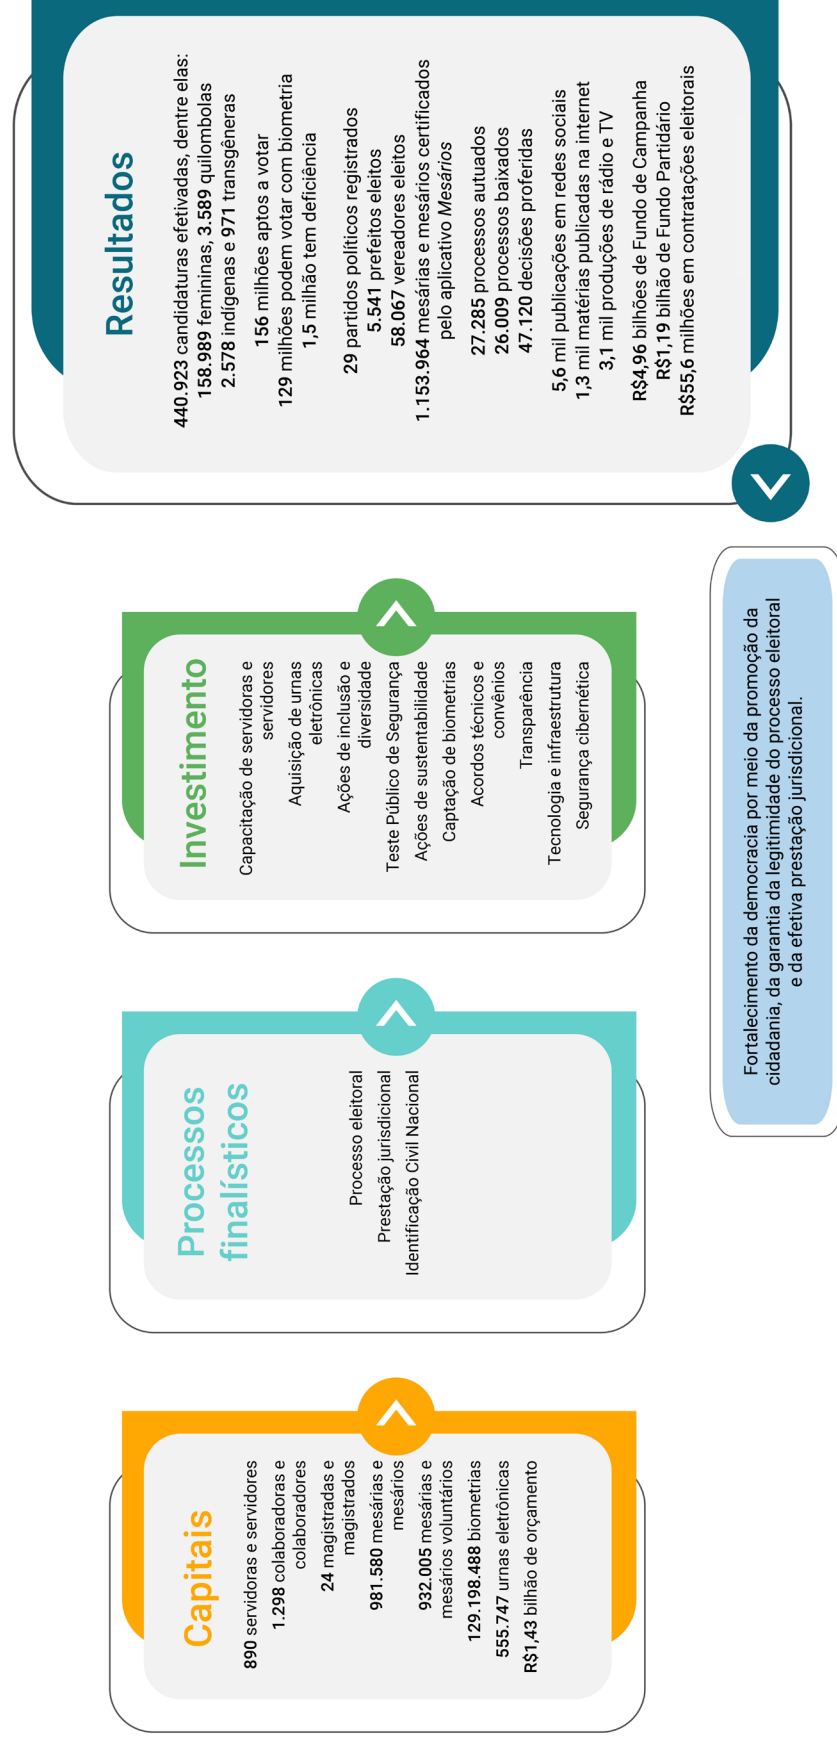 Capitais
890 servidoras e servidores
1.298 colaboradoras e
colaboradores
24 magistradas e
magistrados
981.580 mesárias e
mesários
932.005 mesárias e
mesários voluntários
129.198.488 biometrias
555.747 urnas eletrônicas
R$1,43 bilhão de orçamento
Processos
finalísticos
Processo eleitoral
Prestação jurisdicional
Identificação Civil Nacional
Investimento
Capacitação de servidoras e
servidores
Aquisição de urnas
eletrônicas
Ações de inclusão e
diversidade
Teste Público de Segurança
Ações de sustentabilidade
Captação de biometrias
Acordos técnicos e
convênios
Transparência
Tecnologia e infraestrutura
Segurança cibernética
Resultados
440.923 candidaturas efetivadas, dentre elas:
158.989 femininas, 3.589 quilombolas
2.578 indígenas e 971 transgêneras
156 milhões aptos a votar
129 milhões podem votar com biometria
1,5 milhão tem deficiência
29 partidos políticos registrados
5.541 prefeitos eleitos
58.067 vereadores eleitos
1.153.964 mesárias e mesários certificados
pelo aplicativo Mesários
27.285 processos autuados
26.009 processos baixados
47.120 decisões proferidas
5,6 mil publicações em redes sociais
1,3 mil matérias publicadas na internet
3,1 mil produções de rádio e TV
R$4,96 bilhões de Fundo de Campanha
R$1,19 bilhão de Fundo Partidário
R$55,6 milhões em contratações eleitorais
Fortalecimento da democracia por meio da promoção da
cidadania, da garantia da legitimidade do processo eleitoral
e da efetiva prestação jurisdicional.